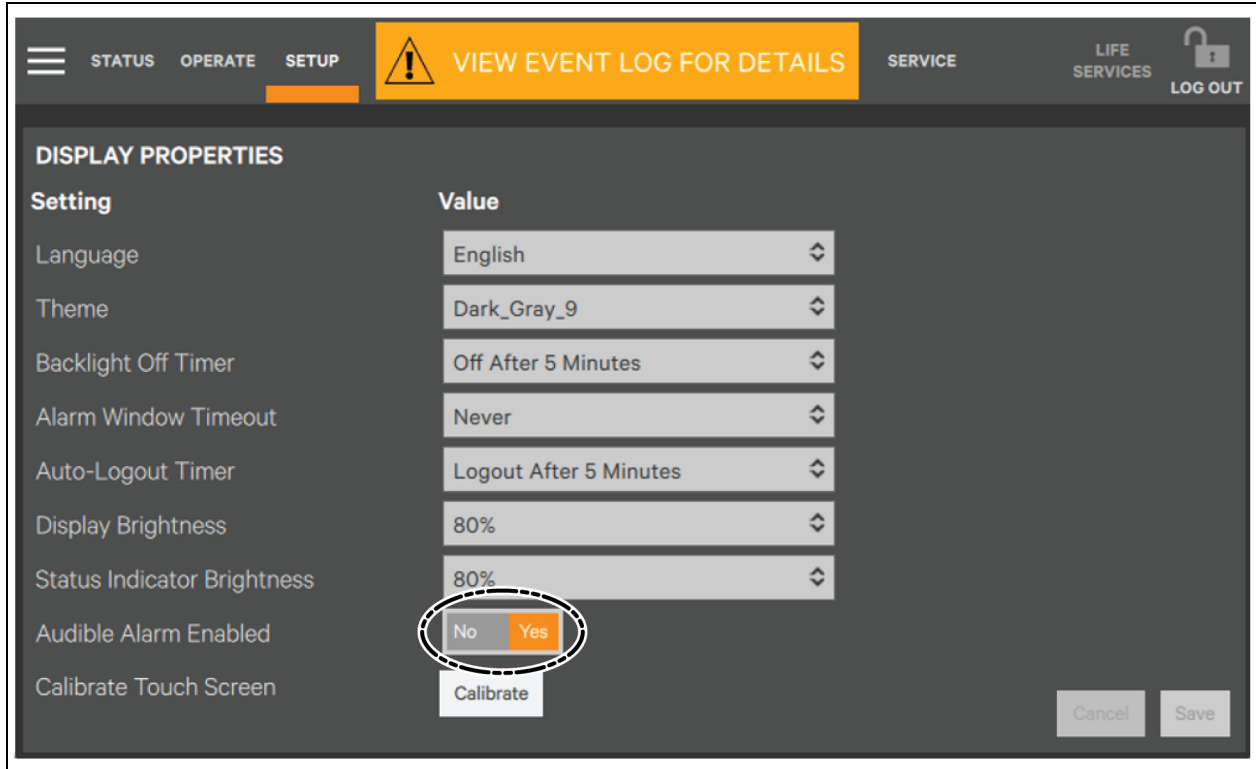 STATUS OPERATE SETUP VIEW EVENT LOG FOR DETAILS SERVICE LIFE SERVICES LOG OUT
DISPLAY PROPERTIES
Setting Value
Language English
Theme Dark_Gray_9
Backlight Off Timer Off After 5 Minutes
Alarm Window Timeout Never
Auto-Logout Timer Logout After 5 Minutes
Display Brightness 80%
Status Indicator Brightness 80%
Audible Alarm Enabled No Yes
Calibrate Touch Screen Calibrate
Cancel Save